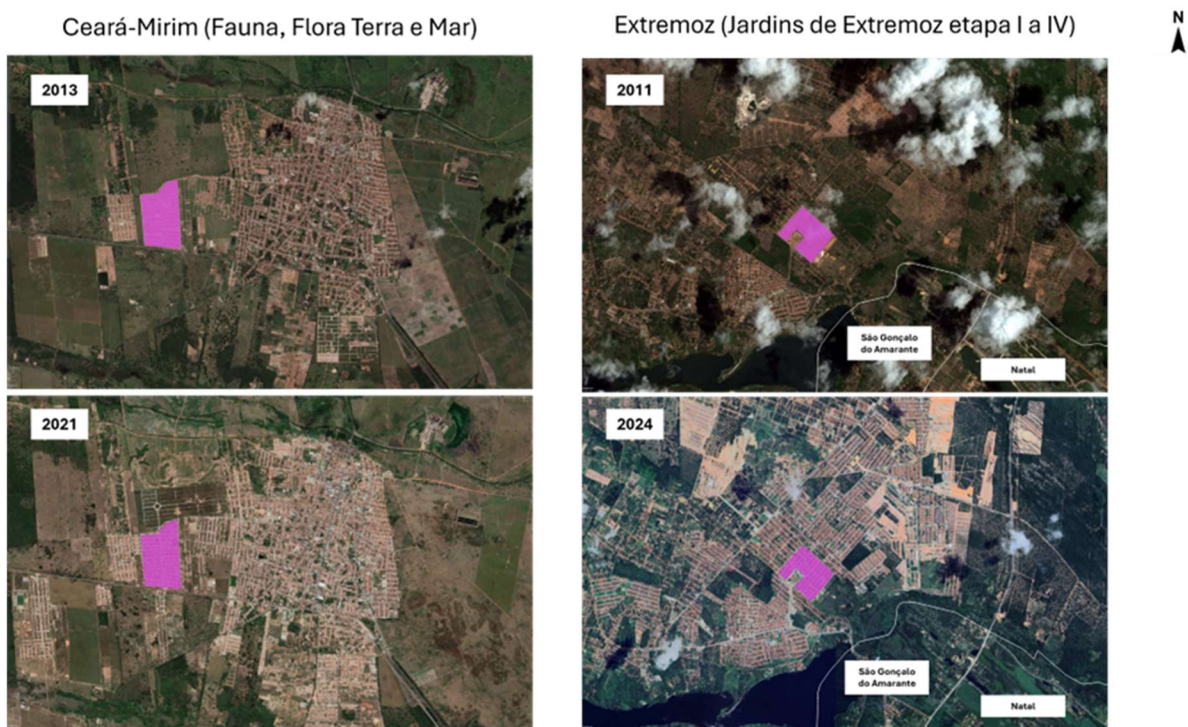 Ceará-Mirim (Fauna, Flora Terra e Mar)
Extremoz (Jardins de Extremoz etapa I a IV)
N
2013
2011
São Gonçalo
do Amarante
Natal
2021
2024
São Gonçalo
do Amarante
Natal